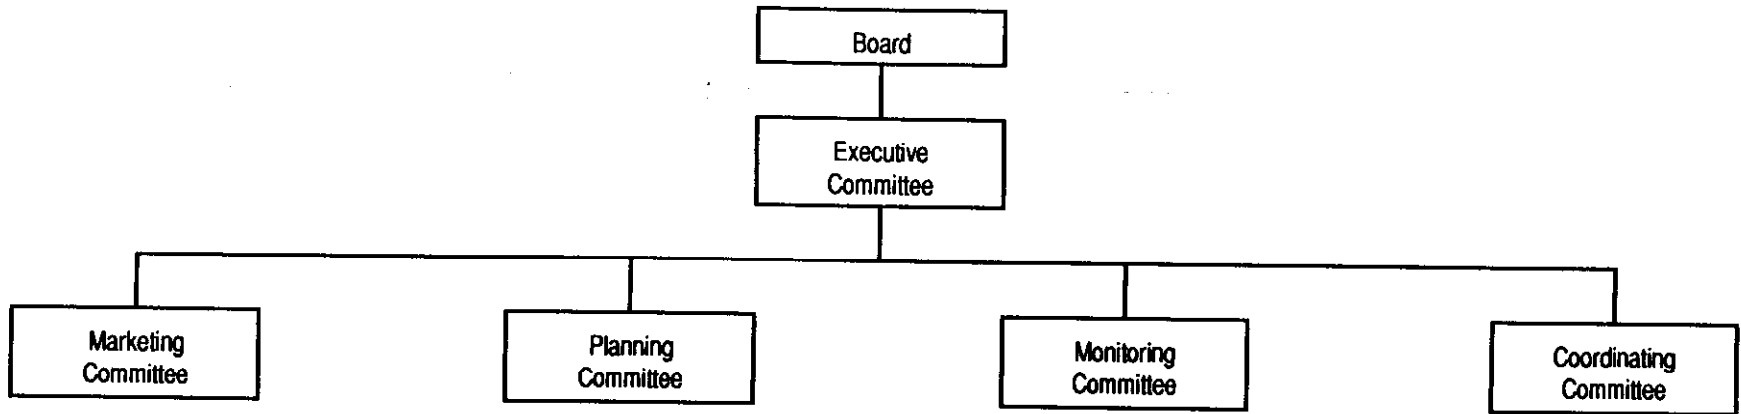 Board
Executive
Committee
Marketing
Committee
Planning
Committee
Monitoring
Committee
Coordinating
Committee